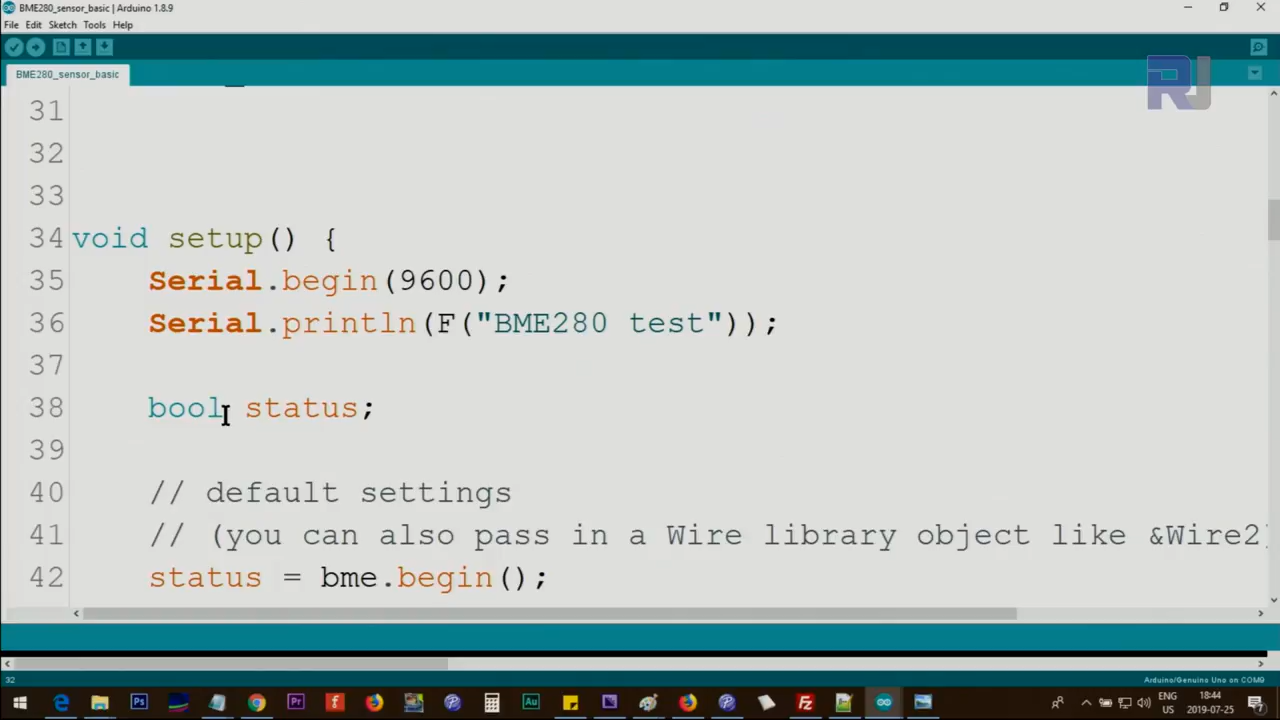 BME280_sensor_basic | Arduino 1.8.9
File Edit Sketch Tools Help
BME280_sensor_basic
RJ
31
32
33
34 void setup() {
35 Serial.begin(9600);
36 Serial.println(F("BME280 test"));
37
38 bool status;
39
40 // default settings
41 // (you can also pass in a Wire library object like &Wire2)
42 status = bme.begin();
32
Arduino/Genuino Uno on COM9
ENG 18:44
US 2019-07-25